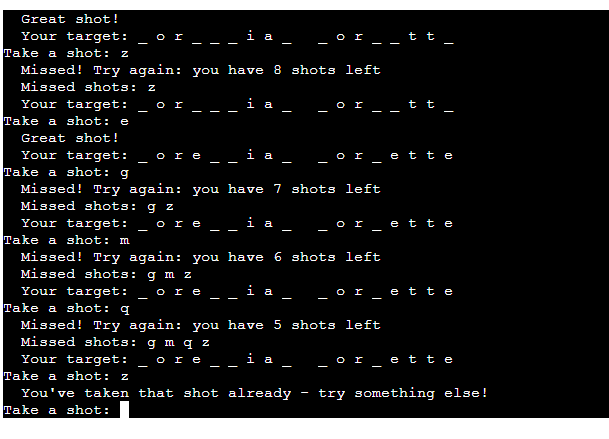 Great shot!
Your target: _ o r _ _ _ i a _   _ o r _ _ t t _
Take a shot: z
Missed! Try again: you have 8 shots left
Missed shots: z
Your target: _ o r _ _ _ i a _   _ o r _ _ t t _
Take a shot: e
Great shot!
Your target: _ o r e _ _ i a _   _ o r _ e t t e
Take a shot: g
Missed! Try again: you have 7 shots left
Missed shots: g z
Your target: _ o r e _ _ i a _   _ o r _ e t t e
Take a shot: m
Missed! Try again: you have 6 shots left
Missed shots: g m z
Your target: _ o r e _ _ i a _   _ o r _ e t t e
Take a shot: q
Missed! Try again: you have 5 shots left
Missed shots: g m q z
Your target: _ o r e _ _ i a _   _ o r _ e t t e
Take a shot: z
You've taken that shot already - try something else!
Take a shot: